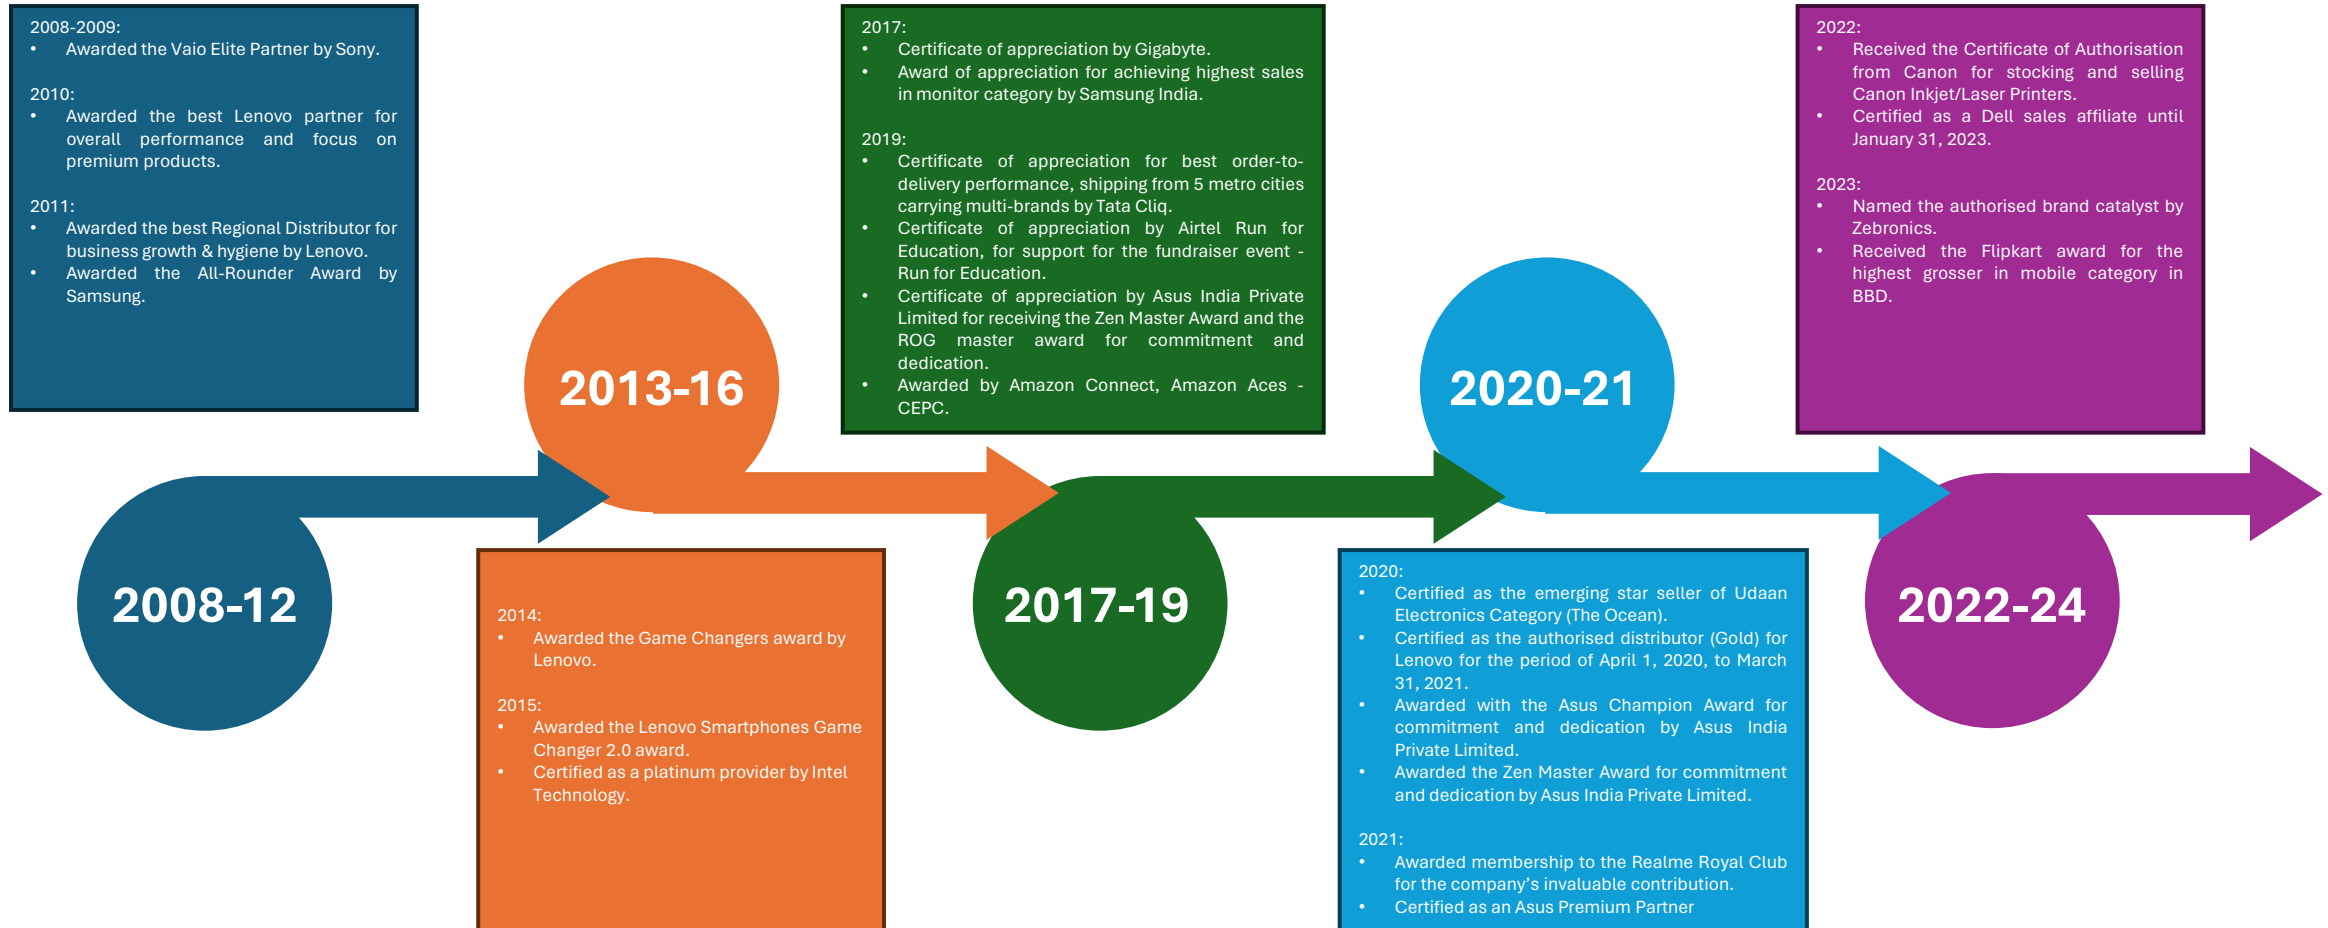 2008-2009:
• Awarded the Vaio Elite Partner by Sony.
2010:
• Awarded the best Lenovo partner for
overall performance and focus on
premium products.
2011:
• Awarded the best Regional Distributor for
business growth & hygiene by Lenovo.
• Awarded the All-Rounder Award by
Samsung.
2008-12
2013-16
2014:
• Awarded the Game Changers award by
Lenovo.
2015:
• Awarded the Lenovo Smartphones Game
Changer 2.0 award.
• Certified as a platinum provider by Intel
Technology.
2017:
• Certificate of appreciation by Gigabyte.
• Award of appreciation for achieving highest sales
in monitor category by Samsung India.
2019:
• Certificate of appreciation for best order-to-
delivery performance, shipping from 5 metro cities
carrying multi-brands by Tata Cliq.
• Certificate of appreciation by Airtel Run for
Education, for support for the fundraiser event -
Run for Education.
• Certificate of appreciation by Asus India Private
Limited for receiving the Zen Master Award and the
ROG master award for commitment and
dedication.
• Awarded by Amazon Connect, Amazon Aces -
CEPC.
2017-19
2020-21
2020:
• Certified as the emerging star seller of Udaan
Electronics Category (The Ocean).
• Certified as the authorised distributor (Gold) for
Lenovo for the period of April 1, 2020, to March
31, 2021.
• Awarded with the Asus Champion Award for
commitment and dedication by Asus India
Private Limited.
• Awarded the Zen Master Award for commitment
and dedication by Asus India Private Limited.
2021:
• Awarded membership to the Realme Royal Club
for the company's invaluable contribution.
• Certified as an Asus Premium Partner
2022:
• Received the Certificate of Authorisation
from Canon for stocking and selling
Canon Inkjet/Laser Printers.
• Certified as a Dell sales affiliate until
January 31, 2023.
2023:
• Named the authorised brand catalyst by
Zebronics.
• Received the Flipkart award for the
highest grosser in mobile category in
BBD.
2022-24